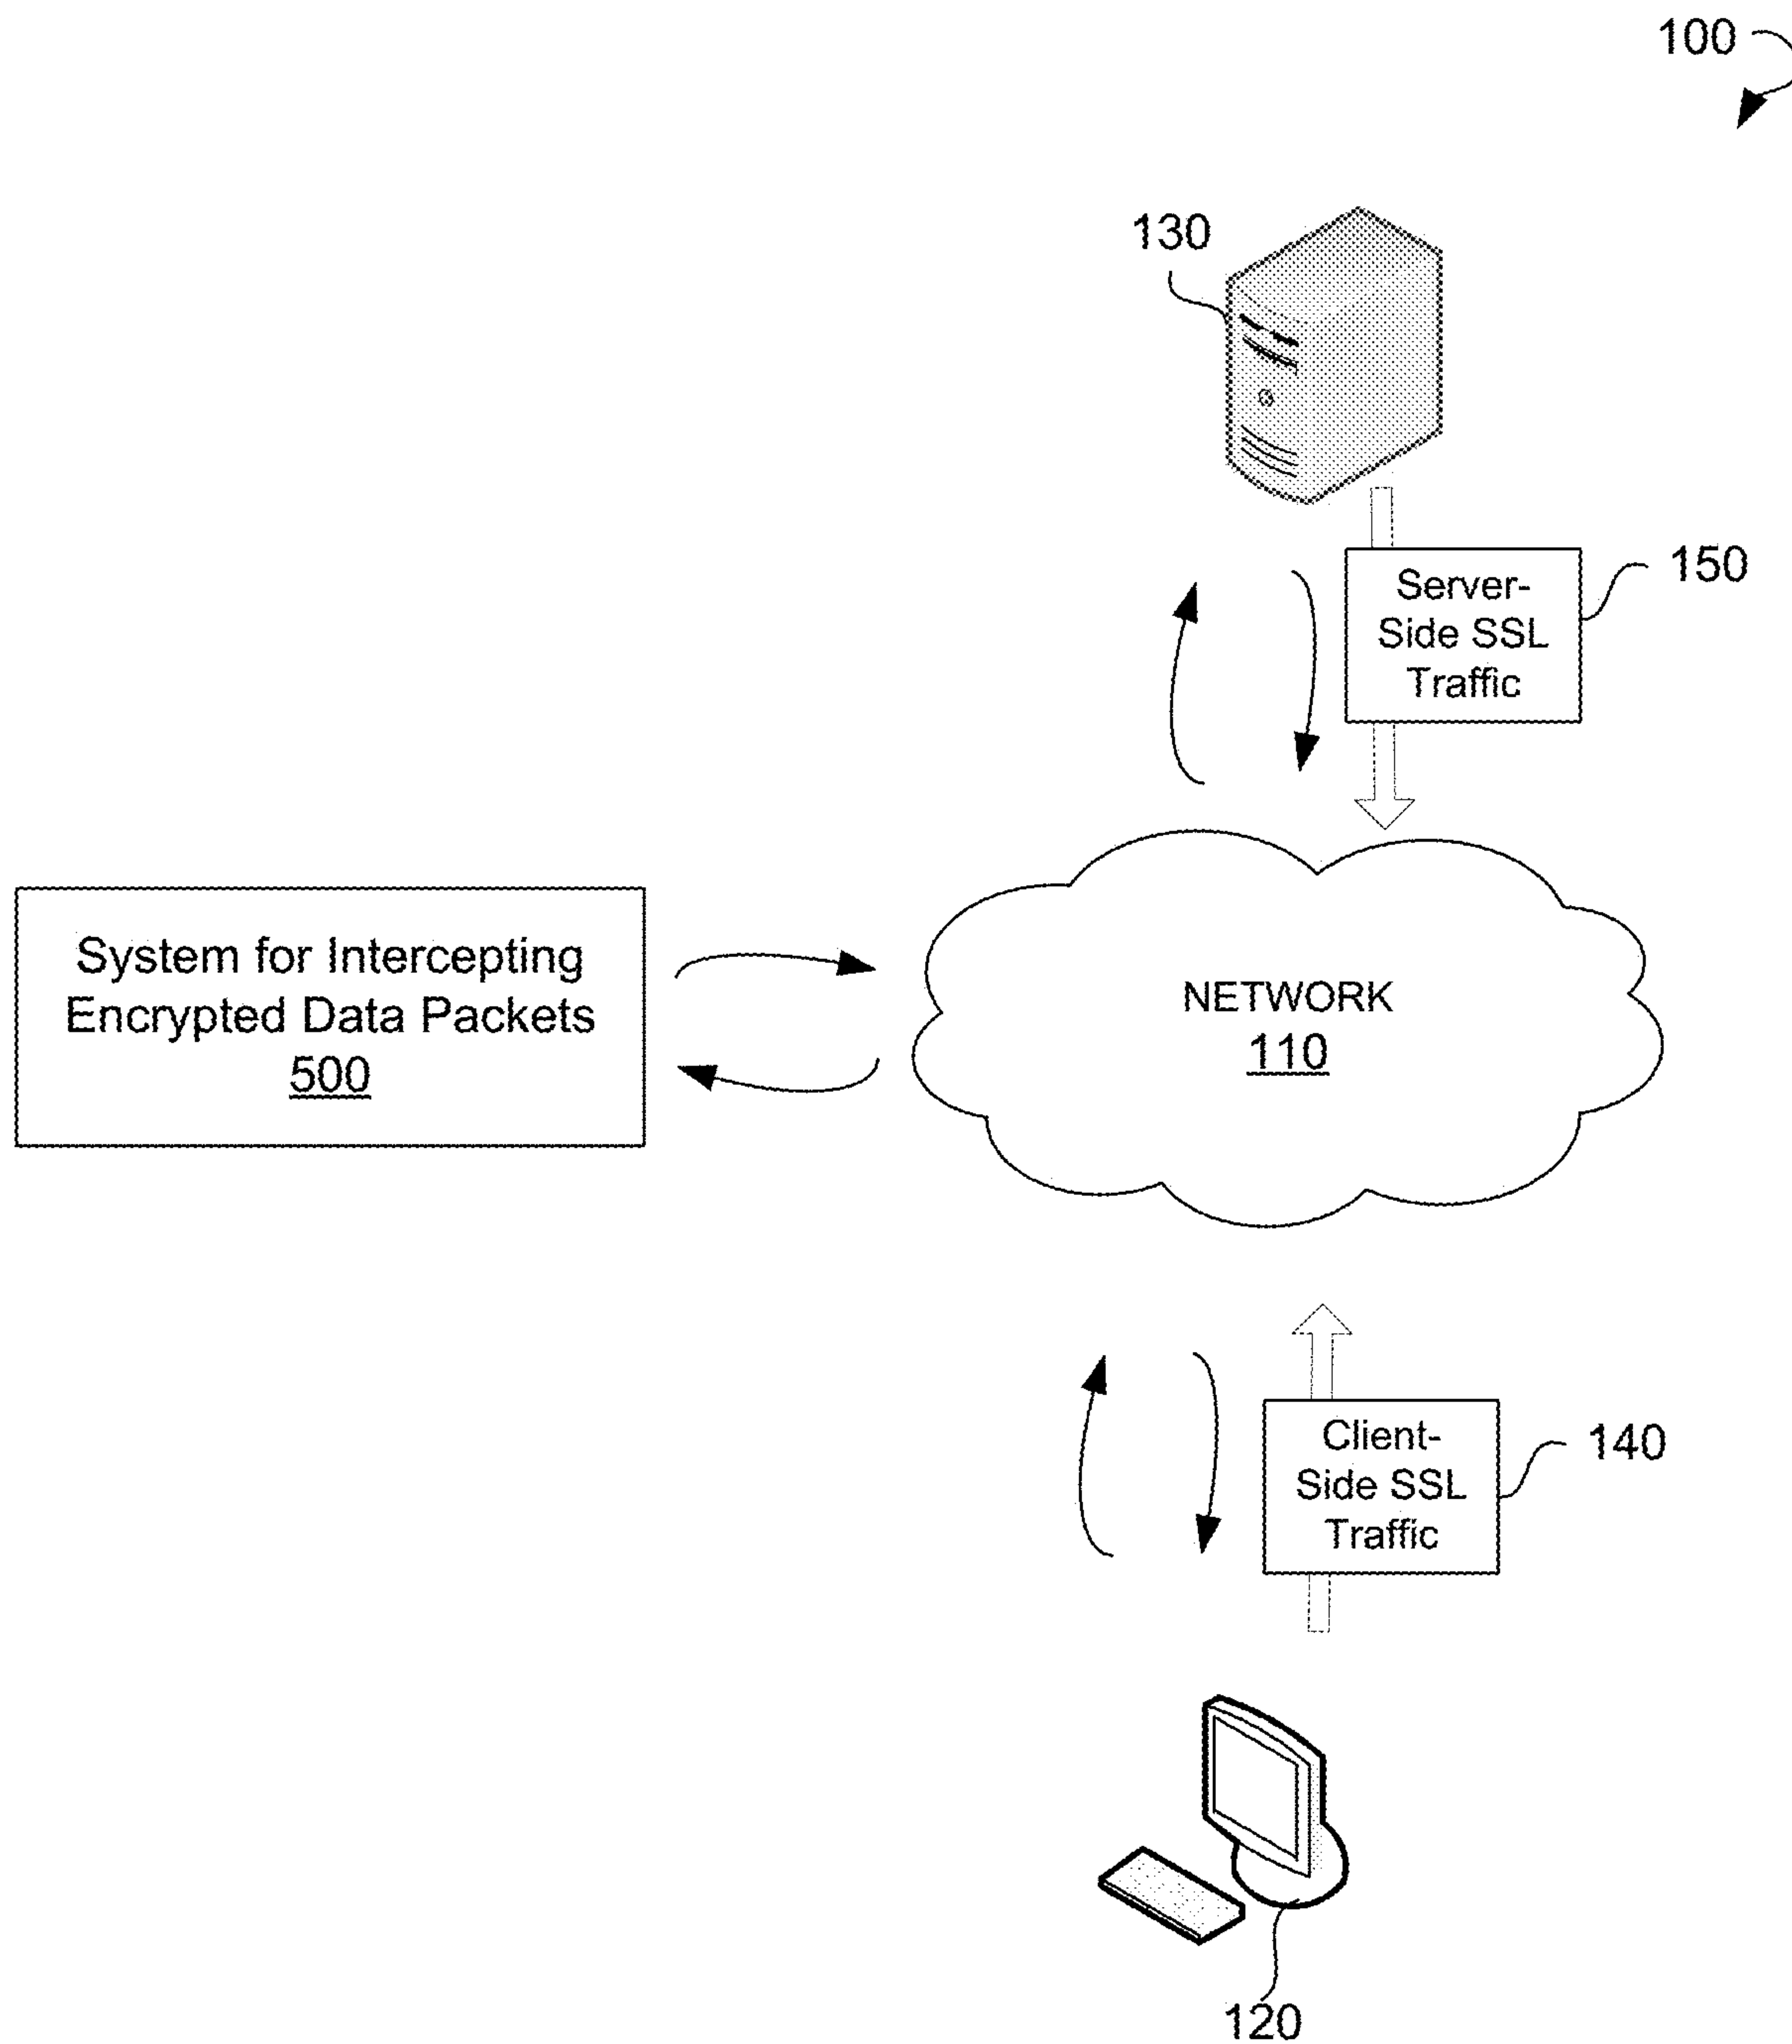 100
130
150
Server-
Side SSL
Traffic
System for Intercepting
Encrypted Data Packets
500
NETWORK
110
Client-
Side SSL
Traffic
140
120